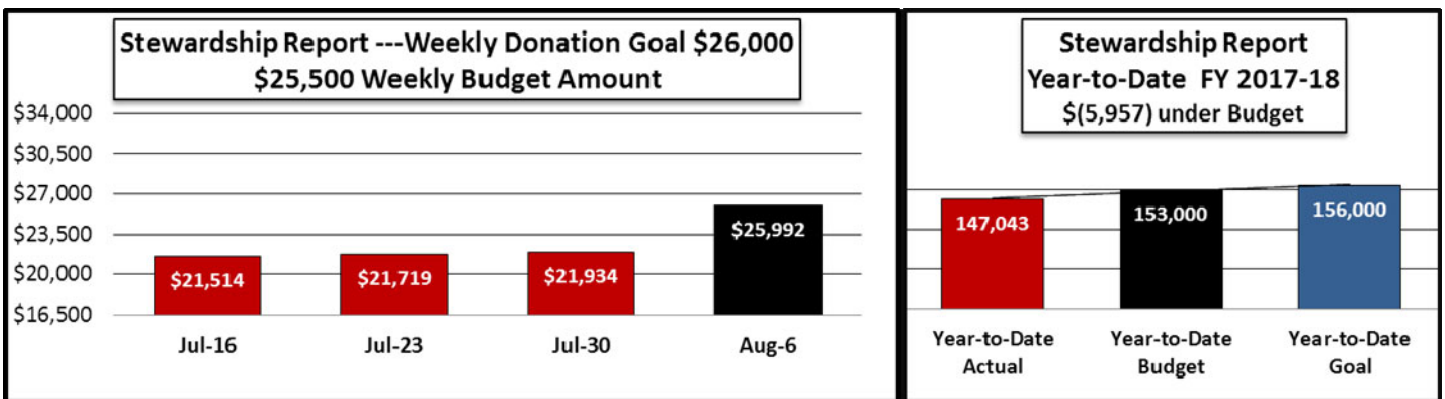 Stewardship Report ---Weekly Donation Goal $26,000
$25,500 Weekly Budget Amount
$34,000
$30,500
$27,000
$23,500
$20,000
$16,500
$21,514
$21,719
$21,934
$25,992
Jul-16
Jul-23
Jul-30
Aug-6
Stewardship Report
Year-to-Date FY 2017-18
$(5,957) under Budget
147,043
153,000
156,000
Year-to-Date
Actual
Year-to-Date
Budget
Year-to-Date
Goal